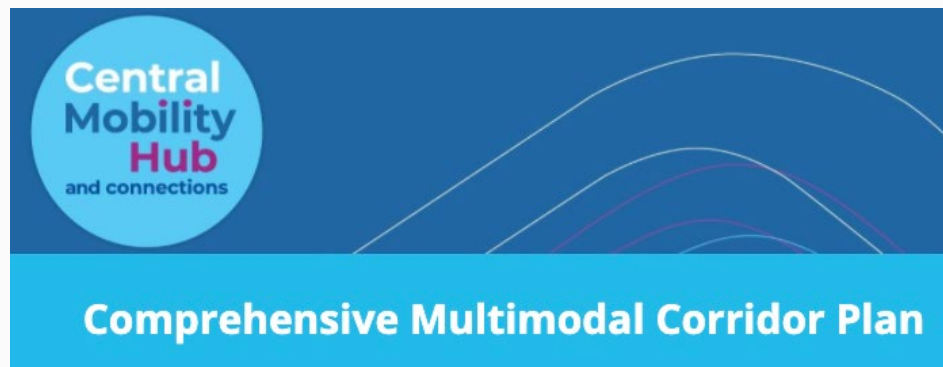 Central
Mobility
Hub
and connections
Comprehensive Multimodal Corridor Plan